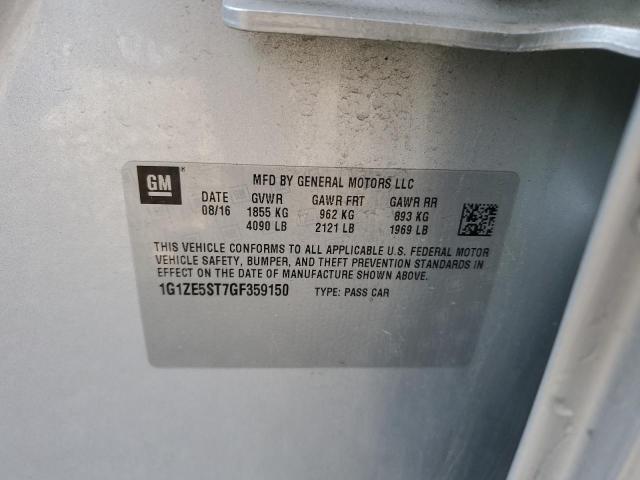 GM
MFD BY GENERAL MOTORS LLC
DATE GVWR GAWR FRT GAWR RR
08/16 1855 KG 962 KG 893 KG
4090 LB 2121 LB 1969 LB
THIS VEHICLE CONFORMS TO ALL APPLICABLE U.S. FEDERAL MOTOR
VEHICLE SAFETY, BUMPER, AND THEFT PREVENTION STANDARDS IN
EFFECT ON THE DATE OF MANUFACTURE SHOWN ABOVE.
1G1ZE5ST7GF359150 TYPE: PASS CAR